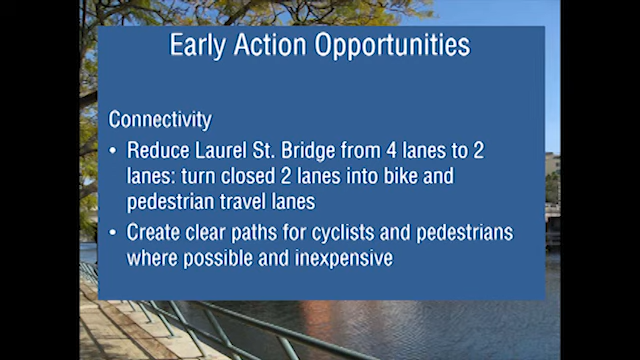 Early Action Opportunities
Connectivity
• Reduce Laurel St. Bridge from 4 lanes to 2
lanes: turn closed 2 lanes into bike and
pedestrian travel lanes
• Create clear paths for cyclists and pedestrians
where possible and inexpensive